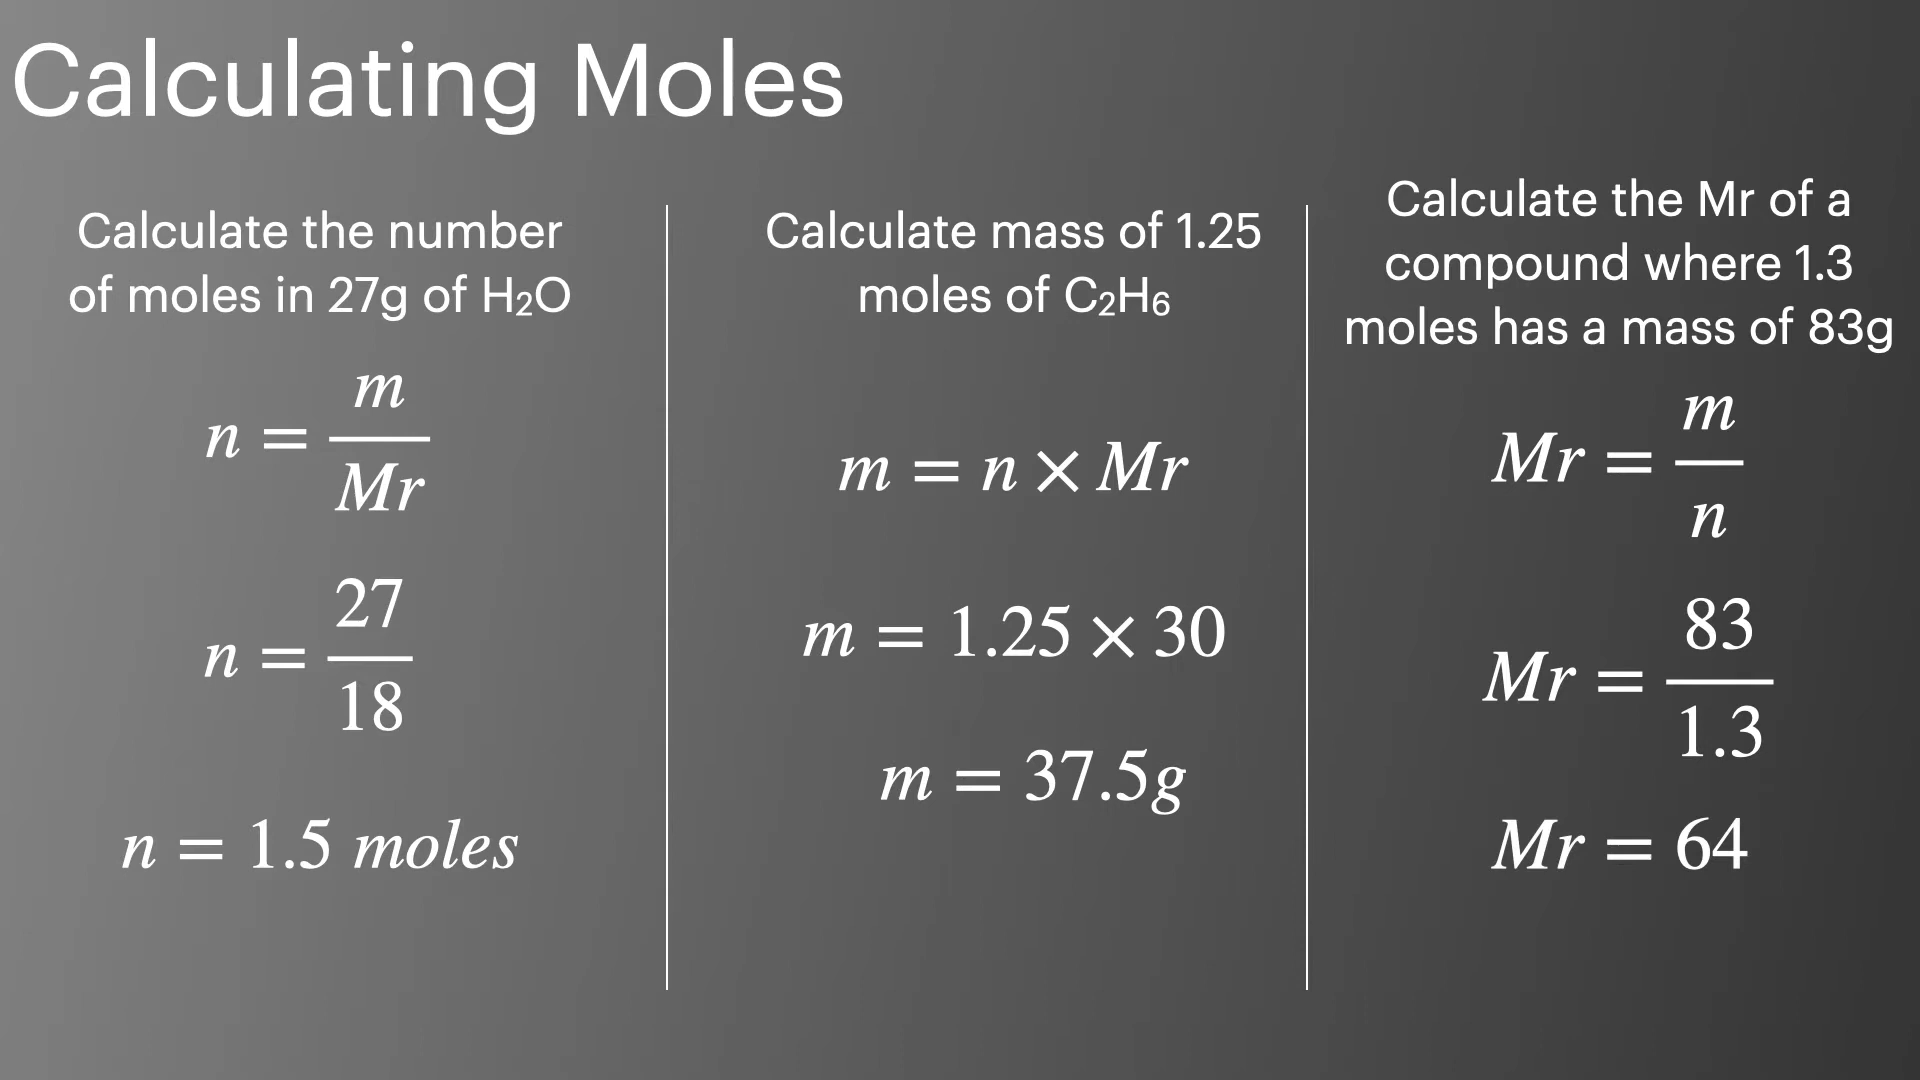 Calculating Moles
Calculate the number
of moles in 27g of H₂O
n = m/Mr
n = 27/18
n = 1.5 moles
Calculate mass of 1.25
moles of C₂H₆
m = n × Mr
m = 1.25 × 30
m = 37.5g
Calculate the Mr of a
compound where 1.3
moles has a mass of 83g
Mr = m/n
Mr = 83/1.3
Mr = 64